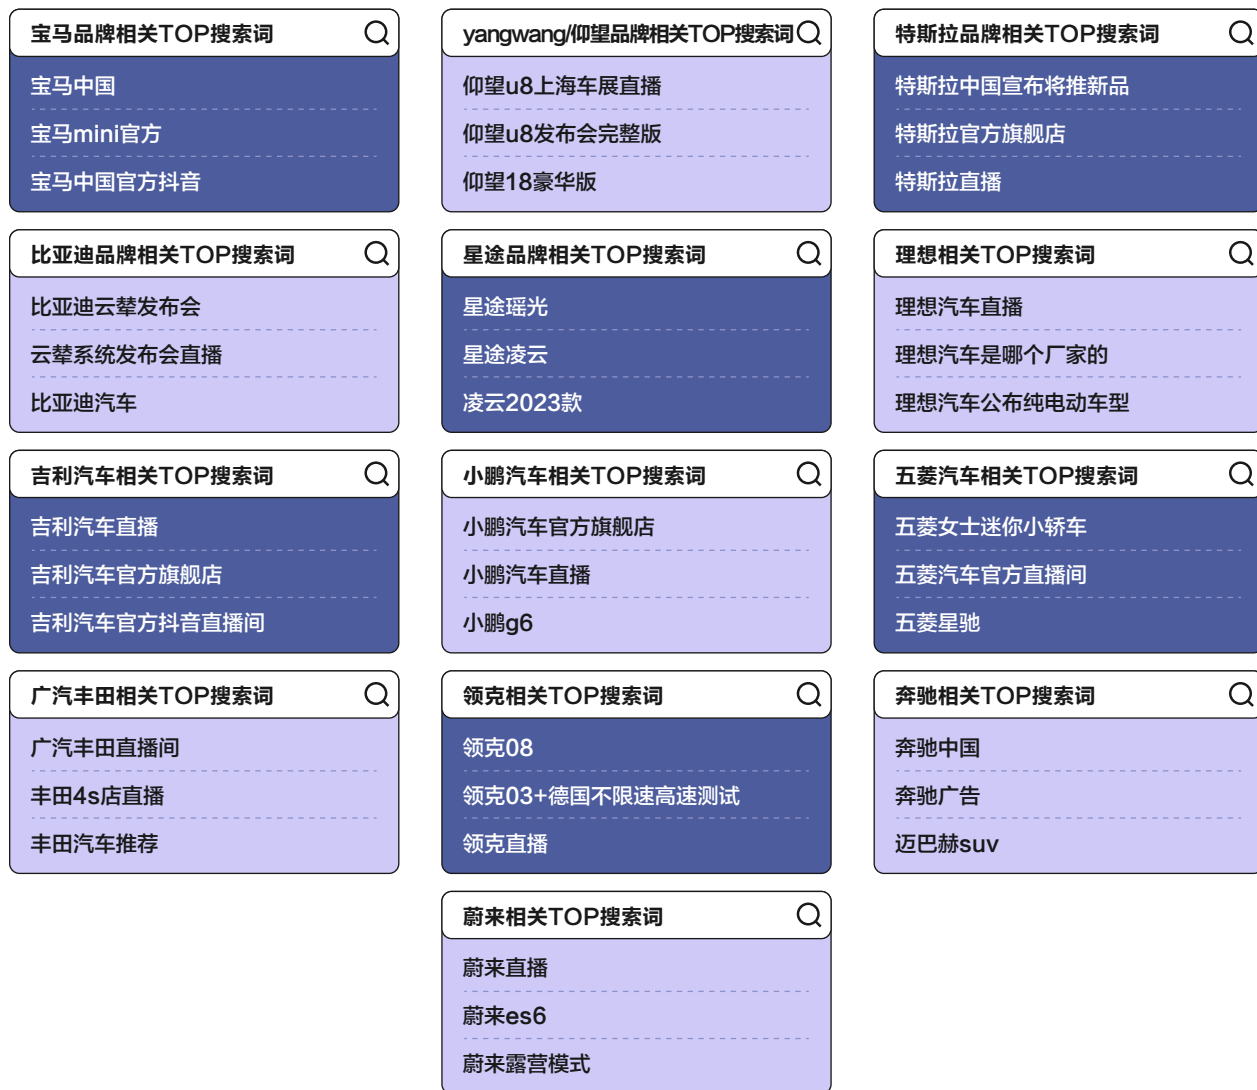 宝马品牌相关TOP搜索词
宝马中国
宝马mini官方
宝马中国官方抖音
yangwang/仰望品牌相关TOP搜索词
仰望u8上海车展直播
仰望u8发布会完整版
仰望18豪华版
特斯拉品牌相关TOP搜索词
特斯拉中国宣布将推新品
特斯拉官方旗舰店
特斯拉直播
比亚迪品牌相关TOP搜索词
比亚迪云辇发布会
云辇系统发布会直播
比亚迪汽车
星途品牌相关TOP搜索词
星途瑶光
星途凌云
凌云2023款
理想相关TOP搜索词
理想汽车直播
理想汽车是哪个厂家的
理想汽车公布纯电动车型
吉利汽车相关TOP搜索词
吉利汽车直播
吉利汽车官方旗舰店
吉利汽车官方抖音直播间
小鹏汽车相关TOP搜索词
小鹏汽车官方旗舰店
小鹏汽车直播
小鹏g6
五菱汽车相关TOP搜索词
五菱女士迷你小轿车
五菱汽车官方直播间
五菱星驰
广汽丰田相关TOP搜索词
广汽丰田直播间
丰田4s店直播
丰田汽车推荐
领克相关TOP搜索词
领克08
领克03+德国不限速高速测试
领克直播
奔驰相关TOP搜索词
奔驰中国
奔驰广告
迈巴赫suv
蔚来相关TOP搜索词
蔚来直播
蔚来es6
蔚来露营模式